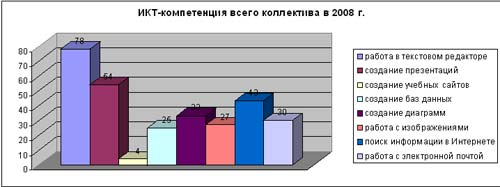 ИКТ-компетенция всего коллектива в 2008 г.
80
70
60
50
40
30
20
10
0
78
54
4
25
33
27
43
30
работа в текстовом редакторе
создание презентаций
создание учебных сайтов
создание баз данных
создание диаграмм
работа с изображениями
поиск информации в Интернете
работа с электронной почтой